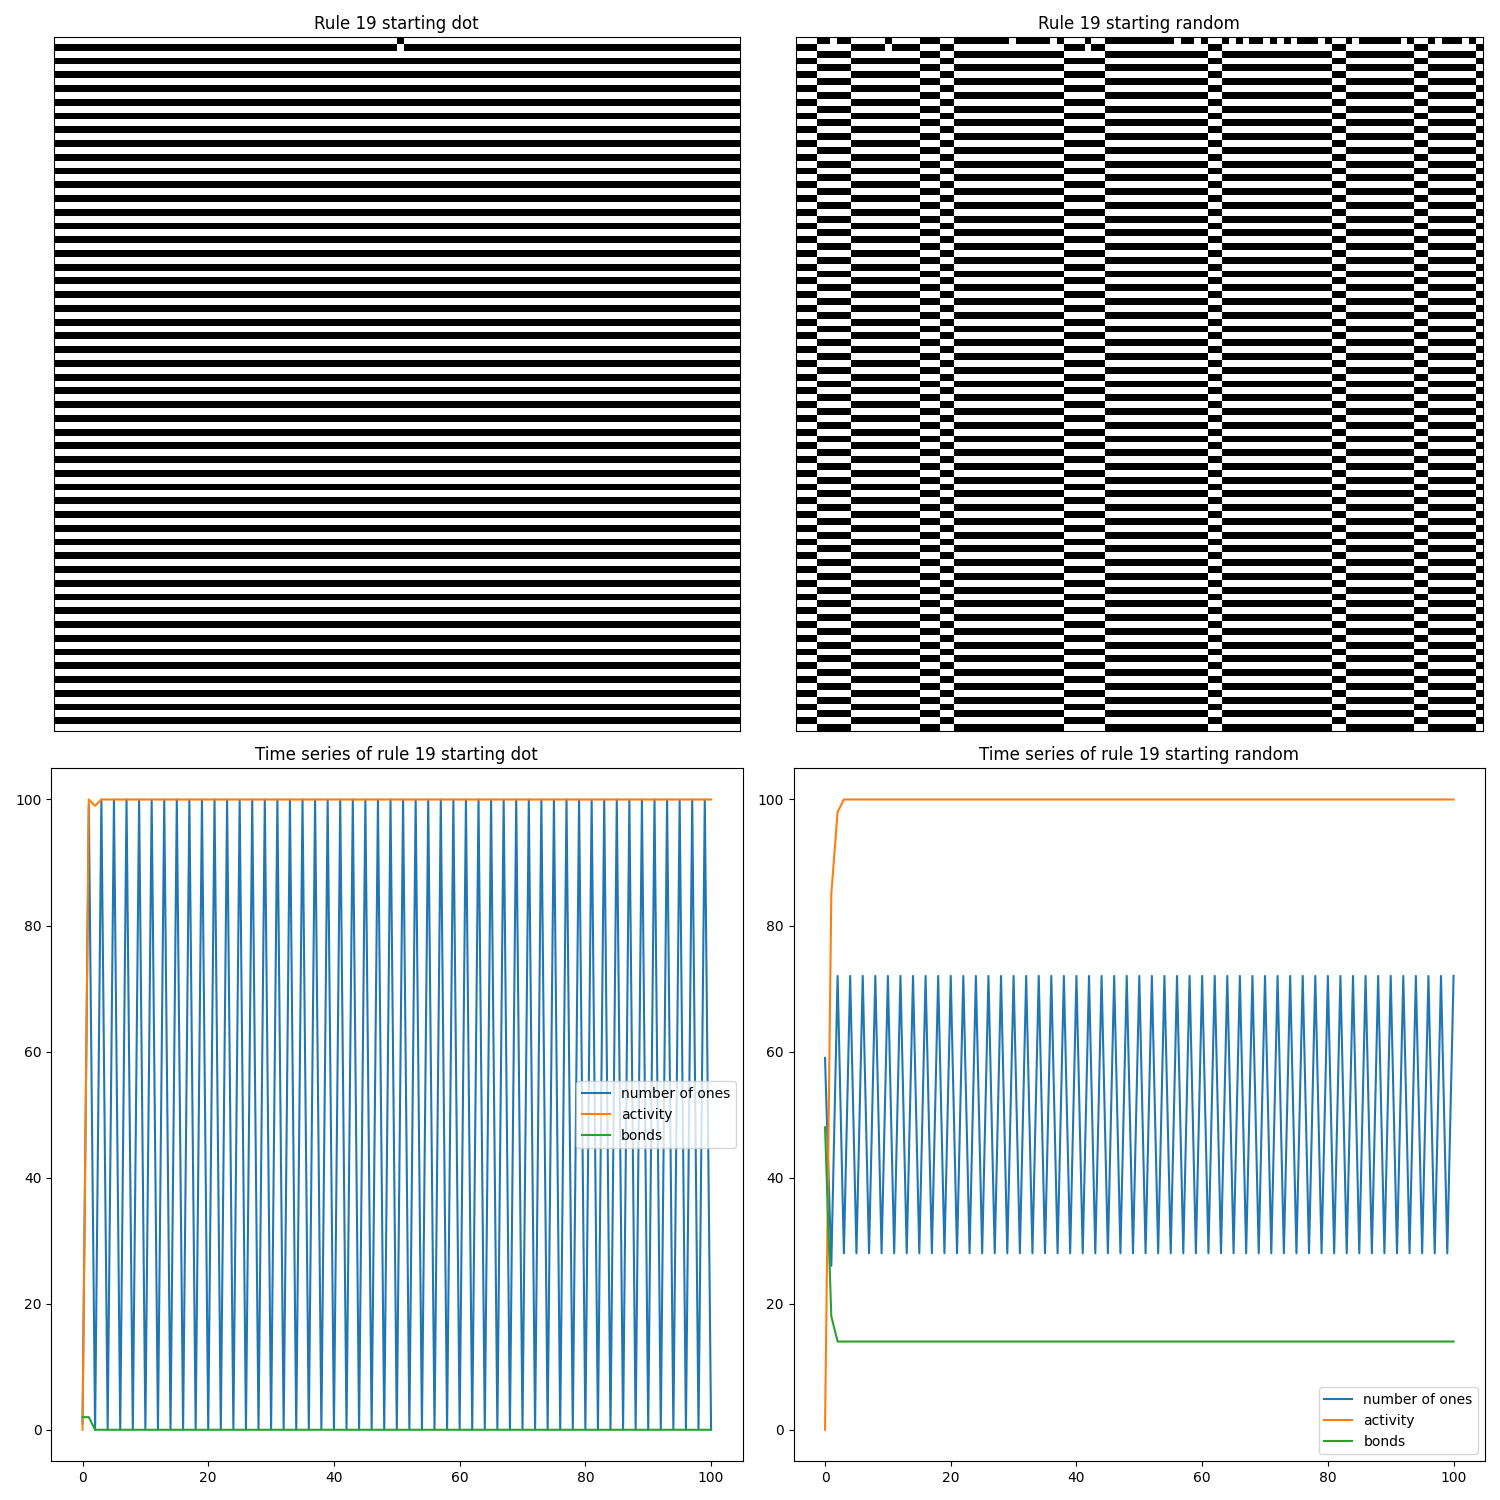 Rule 19 starting dot
Rule 19 starting random
Time series of rule 19 starting dot
100
80
60
40
20
0
number of ones
activity
bonds
0 20 40 60 80 100
Time series of rule 19 starting random
100
80
60
40
20
0
number of ones
activity
bonds
0 20 40 60 80 100